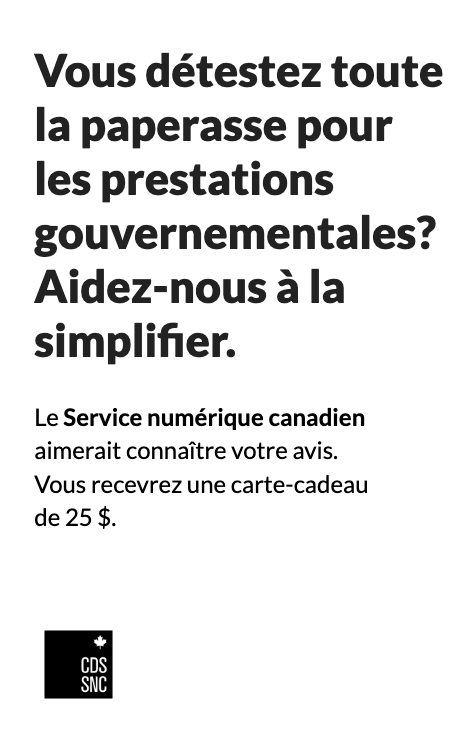 Vous détestez toute
la paperasse pour
les prestations
gouvernementales?
Aidez-nous à la
simplifier.
Le Service numérique canadien
aimerait connaître votre avis.
Vous recevrez une carte-cadeau
de 25 $.
CDS
SNC